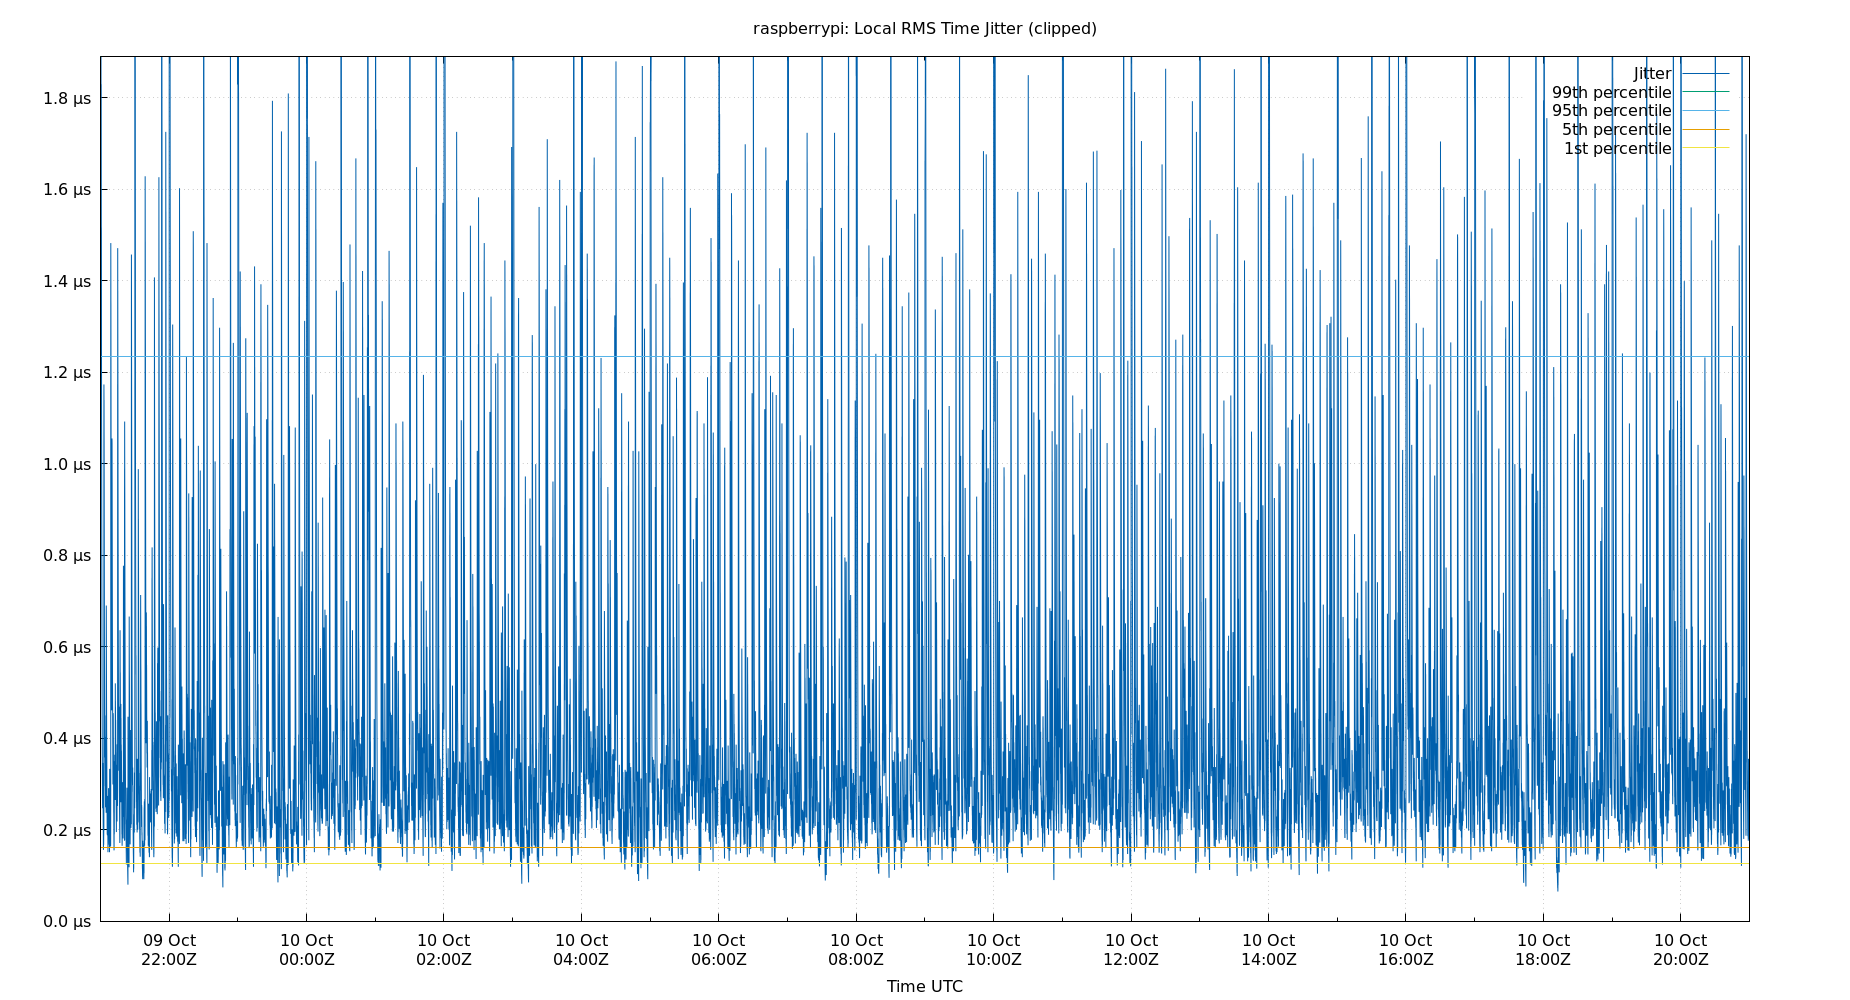 raspberrypi: Local RMS Time Jitter (clipped)
Jitter
99th percentile
95th percentile
5th percentile
1st percentile
1.8 µs
1.6 µs
1.4 µs
1.2 µs
1.0 µs
0.8 µs
0.6 µs
0.4 µs
0.2 µs
0.0 µs
09 Oct 10 Oct 10 Oct 10 Oct 10 Oct 10 Oct 10 Oct 10 Oct 10 Oct 10 Oct 10 Oct 10 Oct
22:00Z 00:00Z 02:00Z 04:00Z 06:00Z 08:00Z 10:00Z 12:00Z 14:00Z 16:00Z 18:00Z 20:00Z
Time UTC